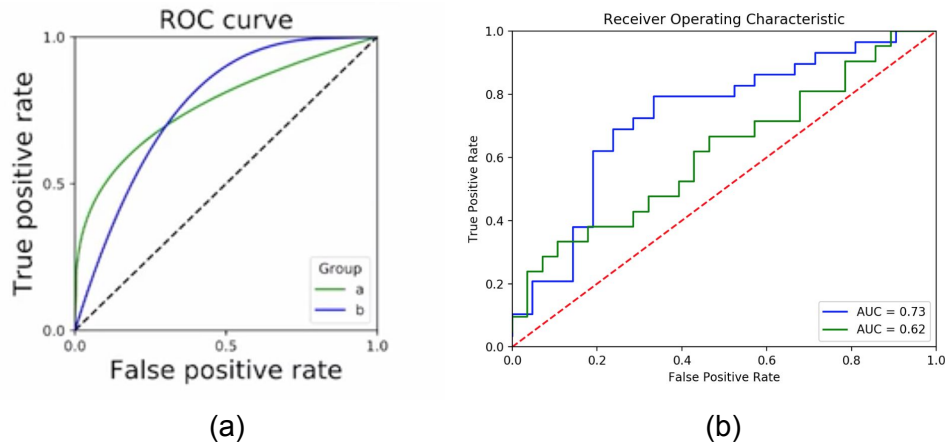 ROC curve
1.0
0.5
0.0
True positive rate
Group
a
b
0.0 0.5 1.0
False positive rate
(a)
Receiver Operating Characteristic
1.0
0.8
0.6
0.4
0.2
0.0
True Positive Rate
AUC = 0.73
AUC = 0.62
0.0 0.2 0.4 0.6 0.8 1.0
False Positive Rate
(b)